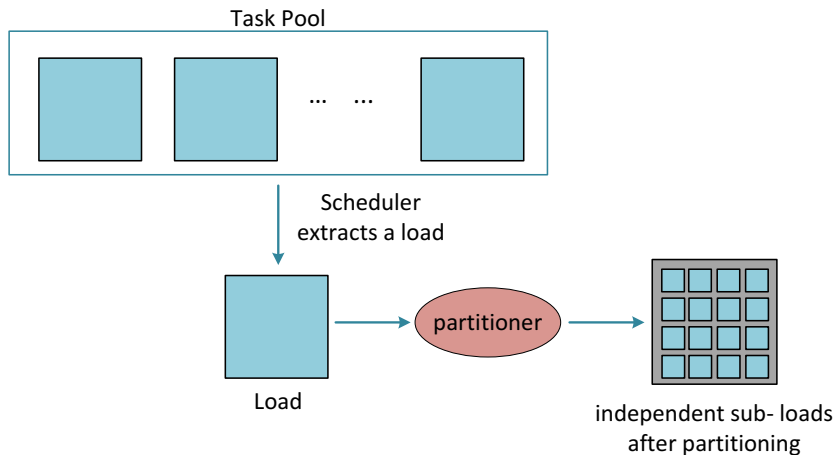 Task Pool
... ...
Scheduler
extracts a load
partitioner
Load
independent sub- loads
after partitioning